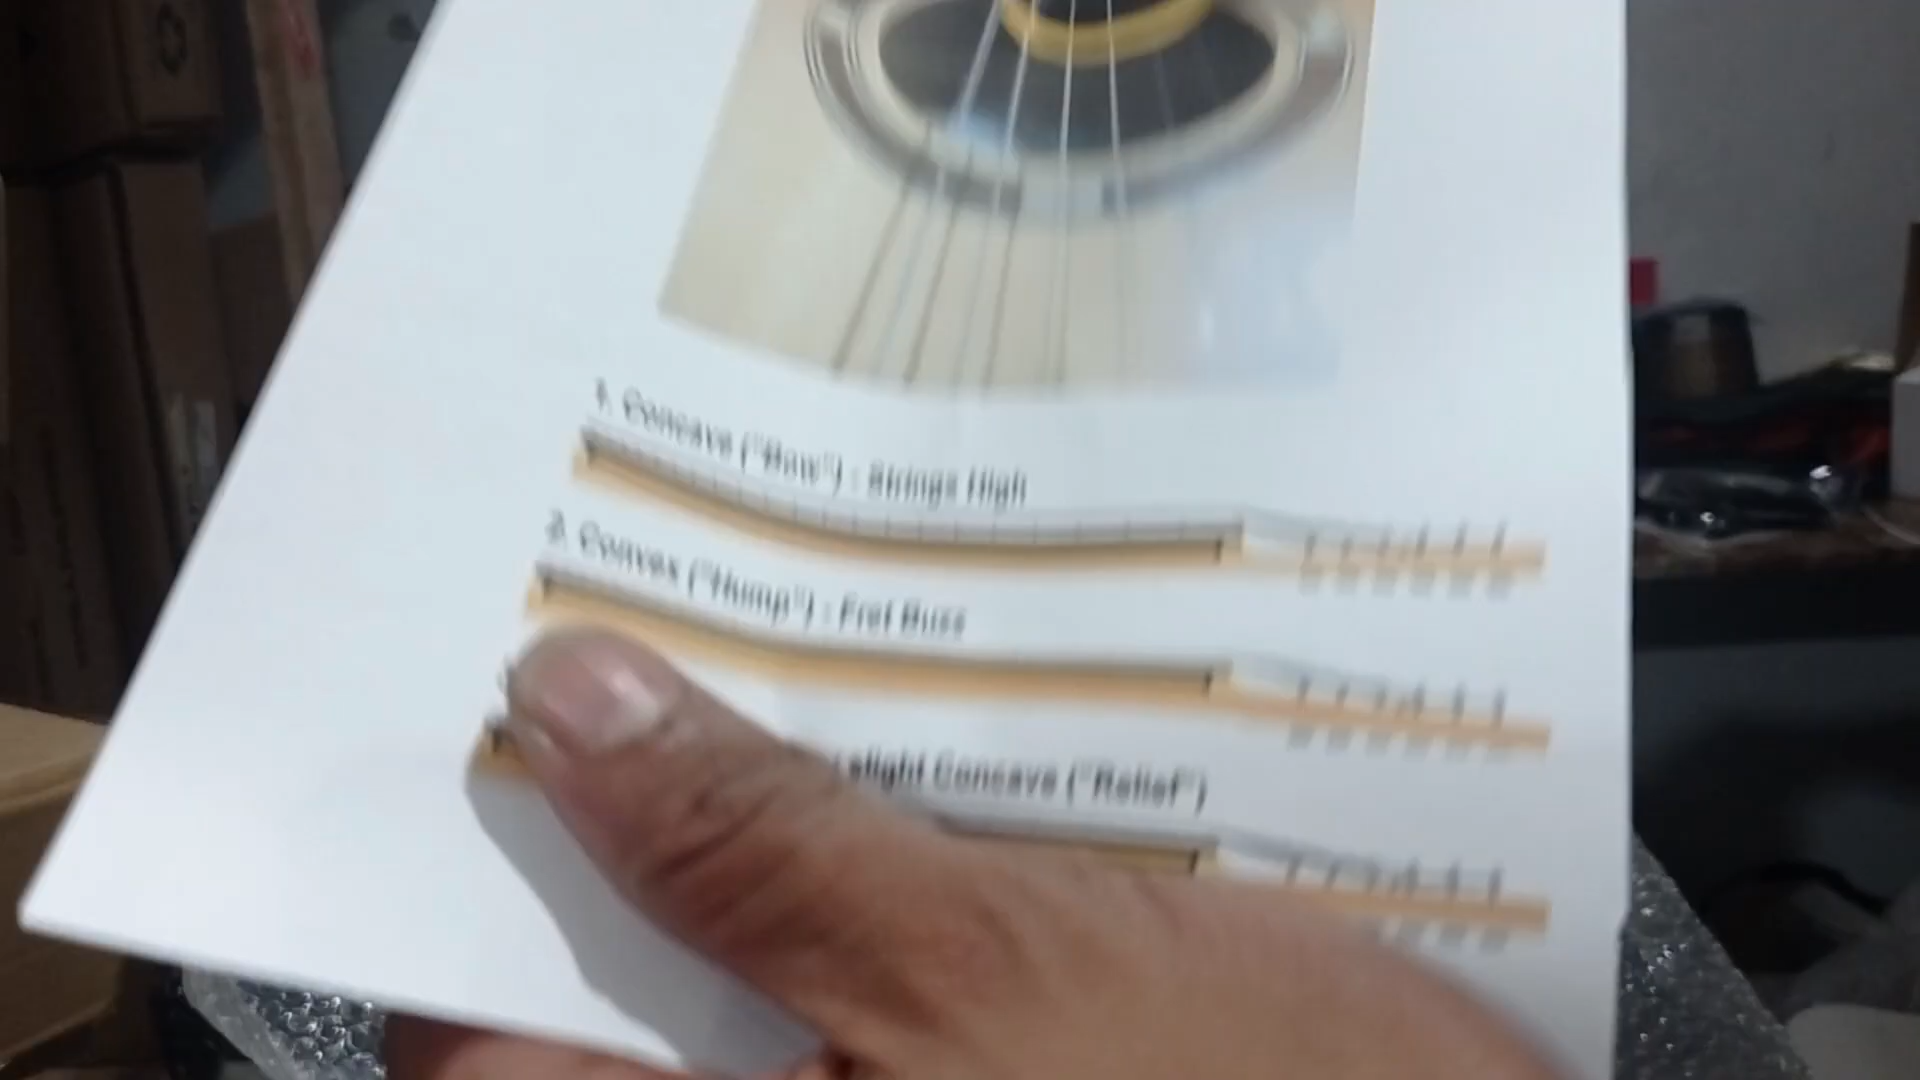 1. Concave ("Bow") - Strings High
2. Convex ("Hump") - Fret Buzz
slight Concave ("Relief")